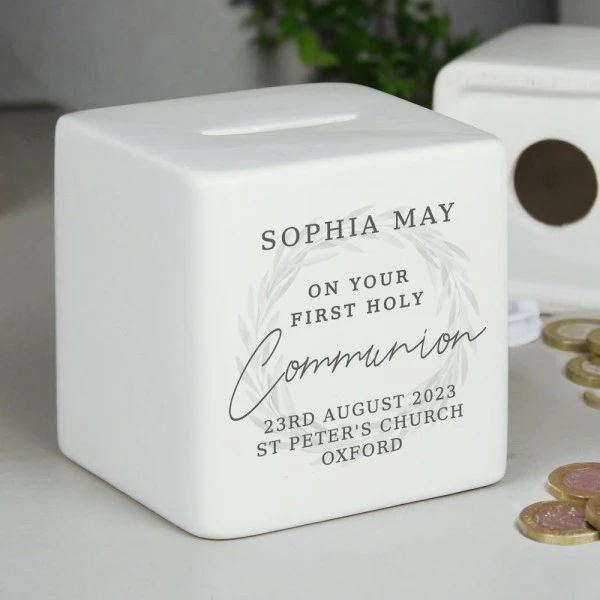 SOPHIA MAY
ON YOUR
FIRST HOLY
Communion
23RD AUGUST 2023
ST PETER'S CHURCH
OXFORD